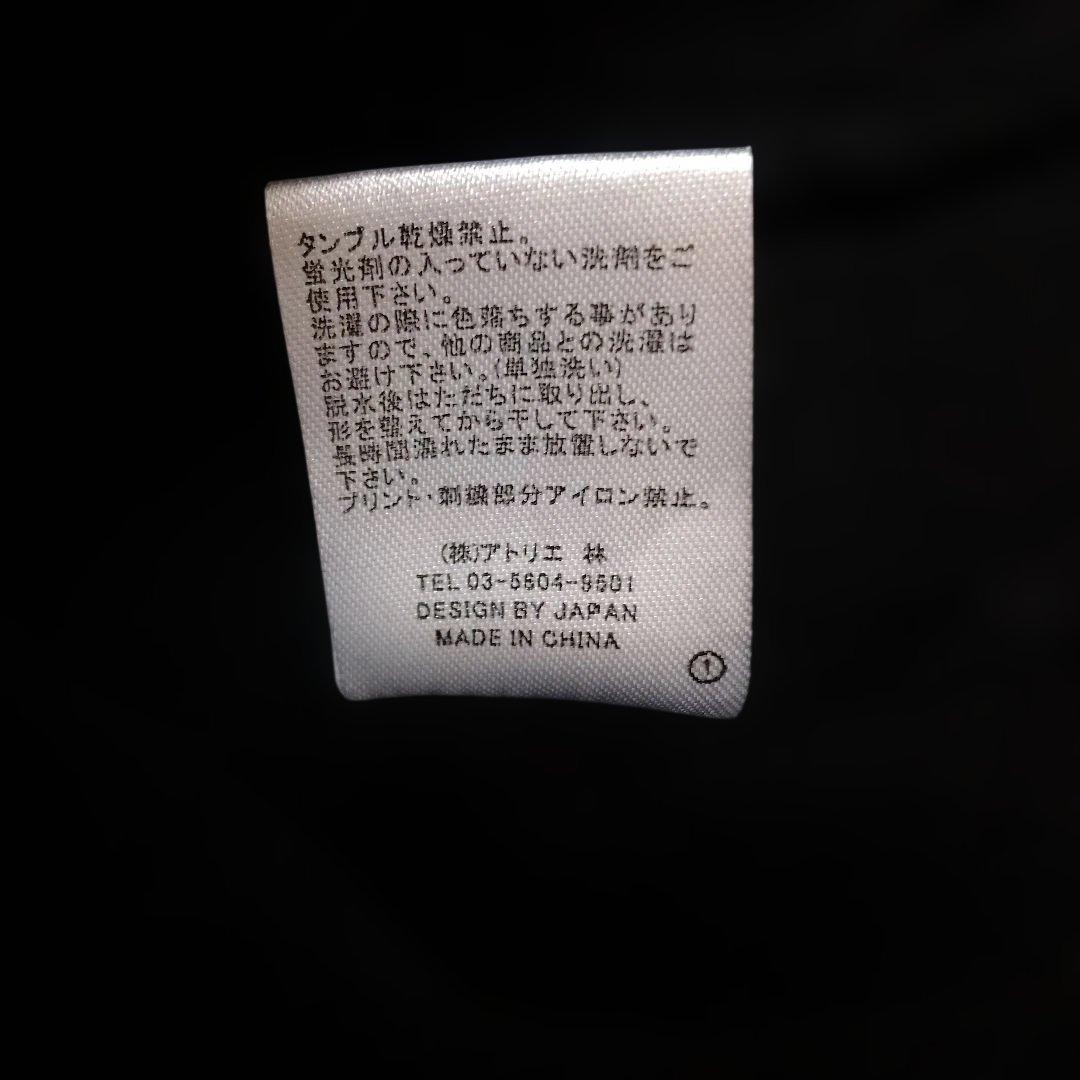 タンブル乾燥禁止。
蛍光剤の入っていない洗剤をご
使用下さい。
洗濯の際に色落ちする事があり
ますので、他の商品との洗濯は
お避け下さい。(単独洗い)
脱水後はただちに取り出し、
形を整えてから干して下さい。
長時間濡れたまま放置しないで
下さい。
プリント・刺繍部分アイロン禁止。
(株)アトリエ 林
TEL 03-5604-9501
DESIGN BY JAPAN
MADE IN CHINA
①